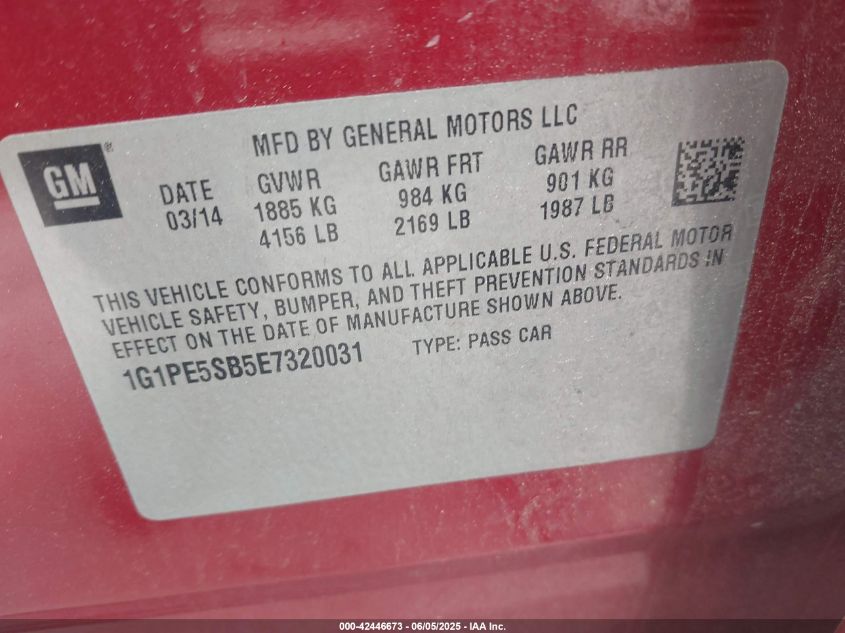 MFD BY GENERAL MOTORS LLC
GM®
DATE
03/14
GVWR
1885 KG
4156 LB
GAWR FRT
984 KG
2169 LB
GAWR RR
901 KG
1987 LB
THIS VEHICLE CONFORMS TO ALL APPLICABLE U.S. FEDERAL MOTOR
VEHICLE SAFETY, BUMPER, AND THEFT PREVENTION STANDARDS IN
EFFECT ON THE DATE OF MANUFACTURE SHOWN ABOVE.
1G1PE5SB5E7320031
TYPE: PASS CAR
000-42446673 - 06/05/2025 - IAA Inc.